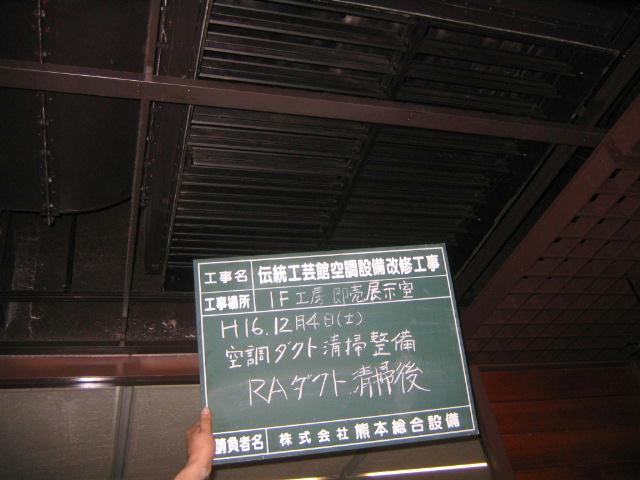 工事名 伝統工芸館空調設備改修工事
工事場所 1F 工房 即売展示室
H16.12月4日(土)
空調ダクト清掃整備
RAダクト清掃後
請負者名 株式会社熊本総合設備